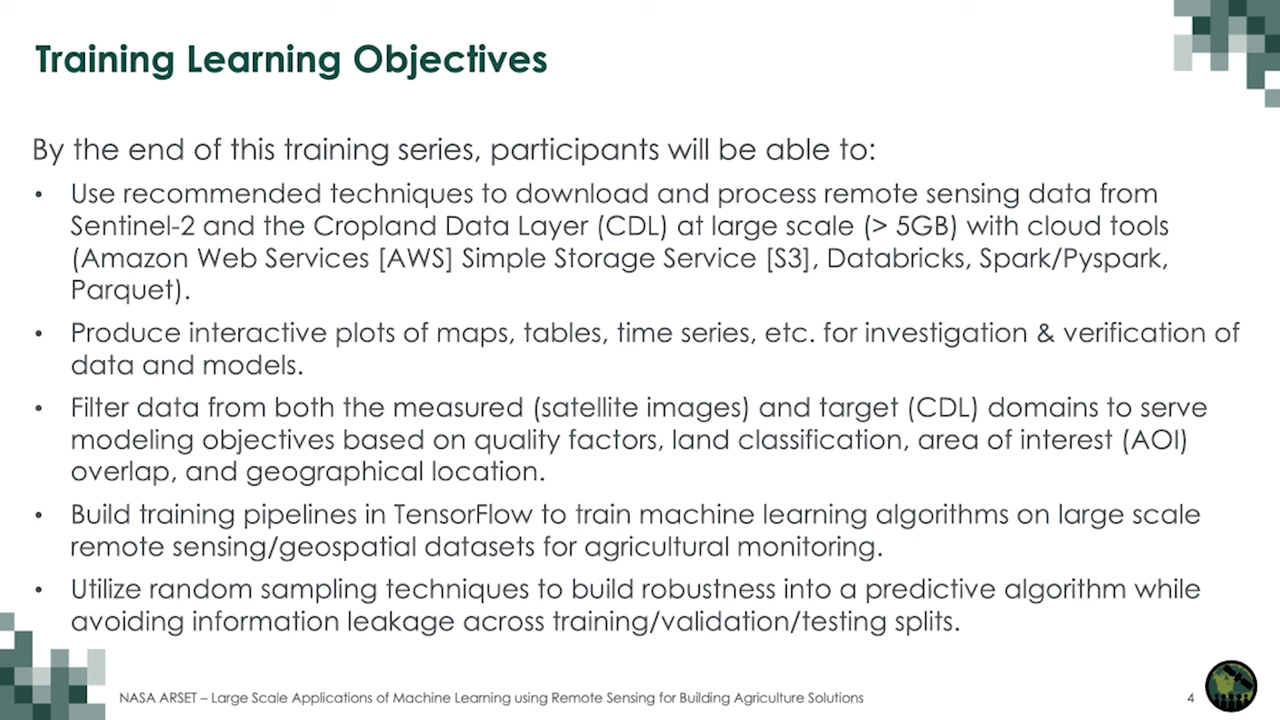 Training Learning Objectives
By the end of this training series, participants will be able to:
• Use recommended techniques to download and process remote sensing data from
Sentinel-2 and the Cropland Data Layer (CDL) at large scale (> 5GB) with cloud tools
(Amazon Web Services [AWS] Simple Storage Service [S3], Databricks, Spark/Pyspark,
Parquet).
• Produce interactive plots of maps, tables, time series, etc. for investigation & verification of
data and models.
• Filter data from both the measured (satellite images) and target (CDL) domains to serve
modeling objectives based on quality factors, land classification, area of interest (AOI)
overlap, and geographical location.
• Build training pipelines in TensorFlow to train machine learning algorithms on large scale
remote sensing/geospatial datasets for agricultural monitoring.
• Utilize random sampling techniques to build robustness into a predictive algorithm while
avoiding information leakage across training/validation/testing splits.
NASA ARSET – Large Scale Applications of Machine Learning using Remote Sensing for Building Agriculture Solutions
4